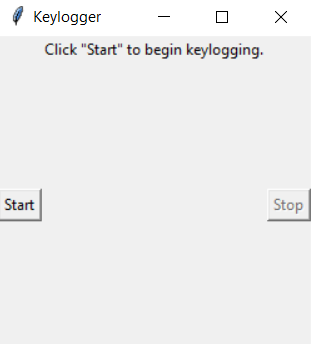 Keylogger
Click "Start" to begin keylogging.
Start
Stop